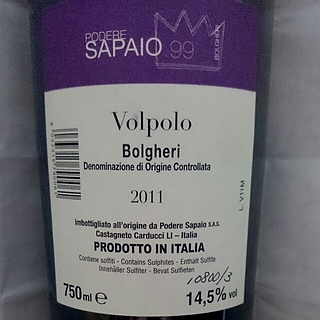 PODERE
SAPAIO .99
BOLGHERI
Volpolo
Bolgheri
Denominazione di Origine Controllata
2011
L. V11M
Imbottigliato all'origine da Podere Sapaio s.a.s.
Castagneto Carducci LI – Italia
PRODOTTO IN ITALIA
Contiene solfiti - Contains Sulphites - Enthält Sulfite
Innehåller Sulfiter - Bevat Sulfieten
10800/3
750ml e
14,5% vol